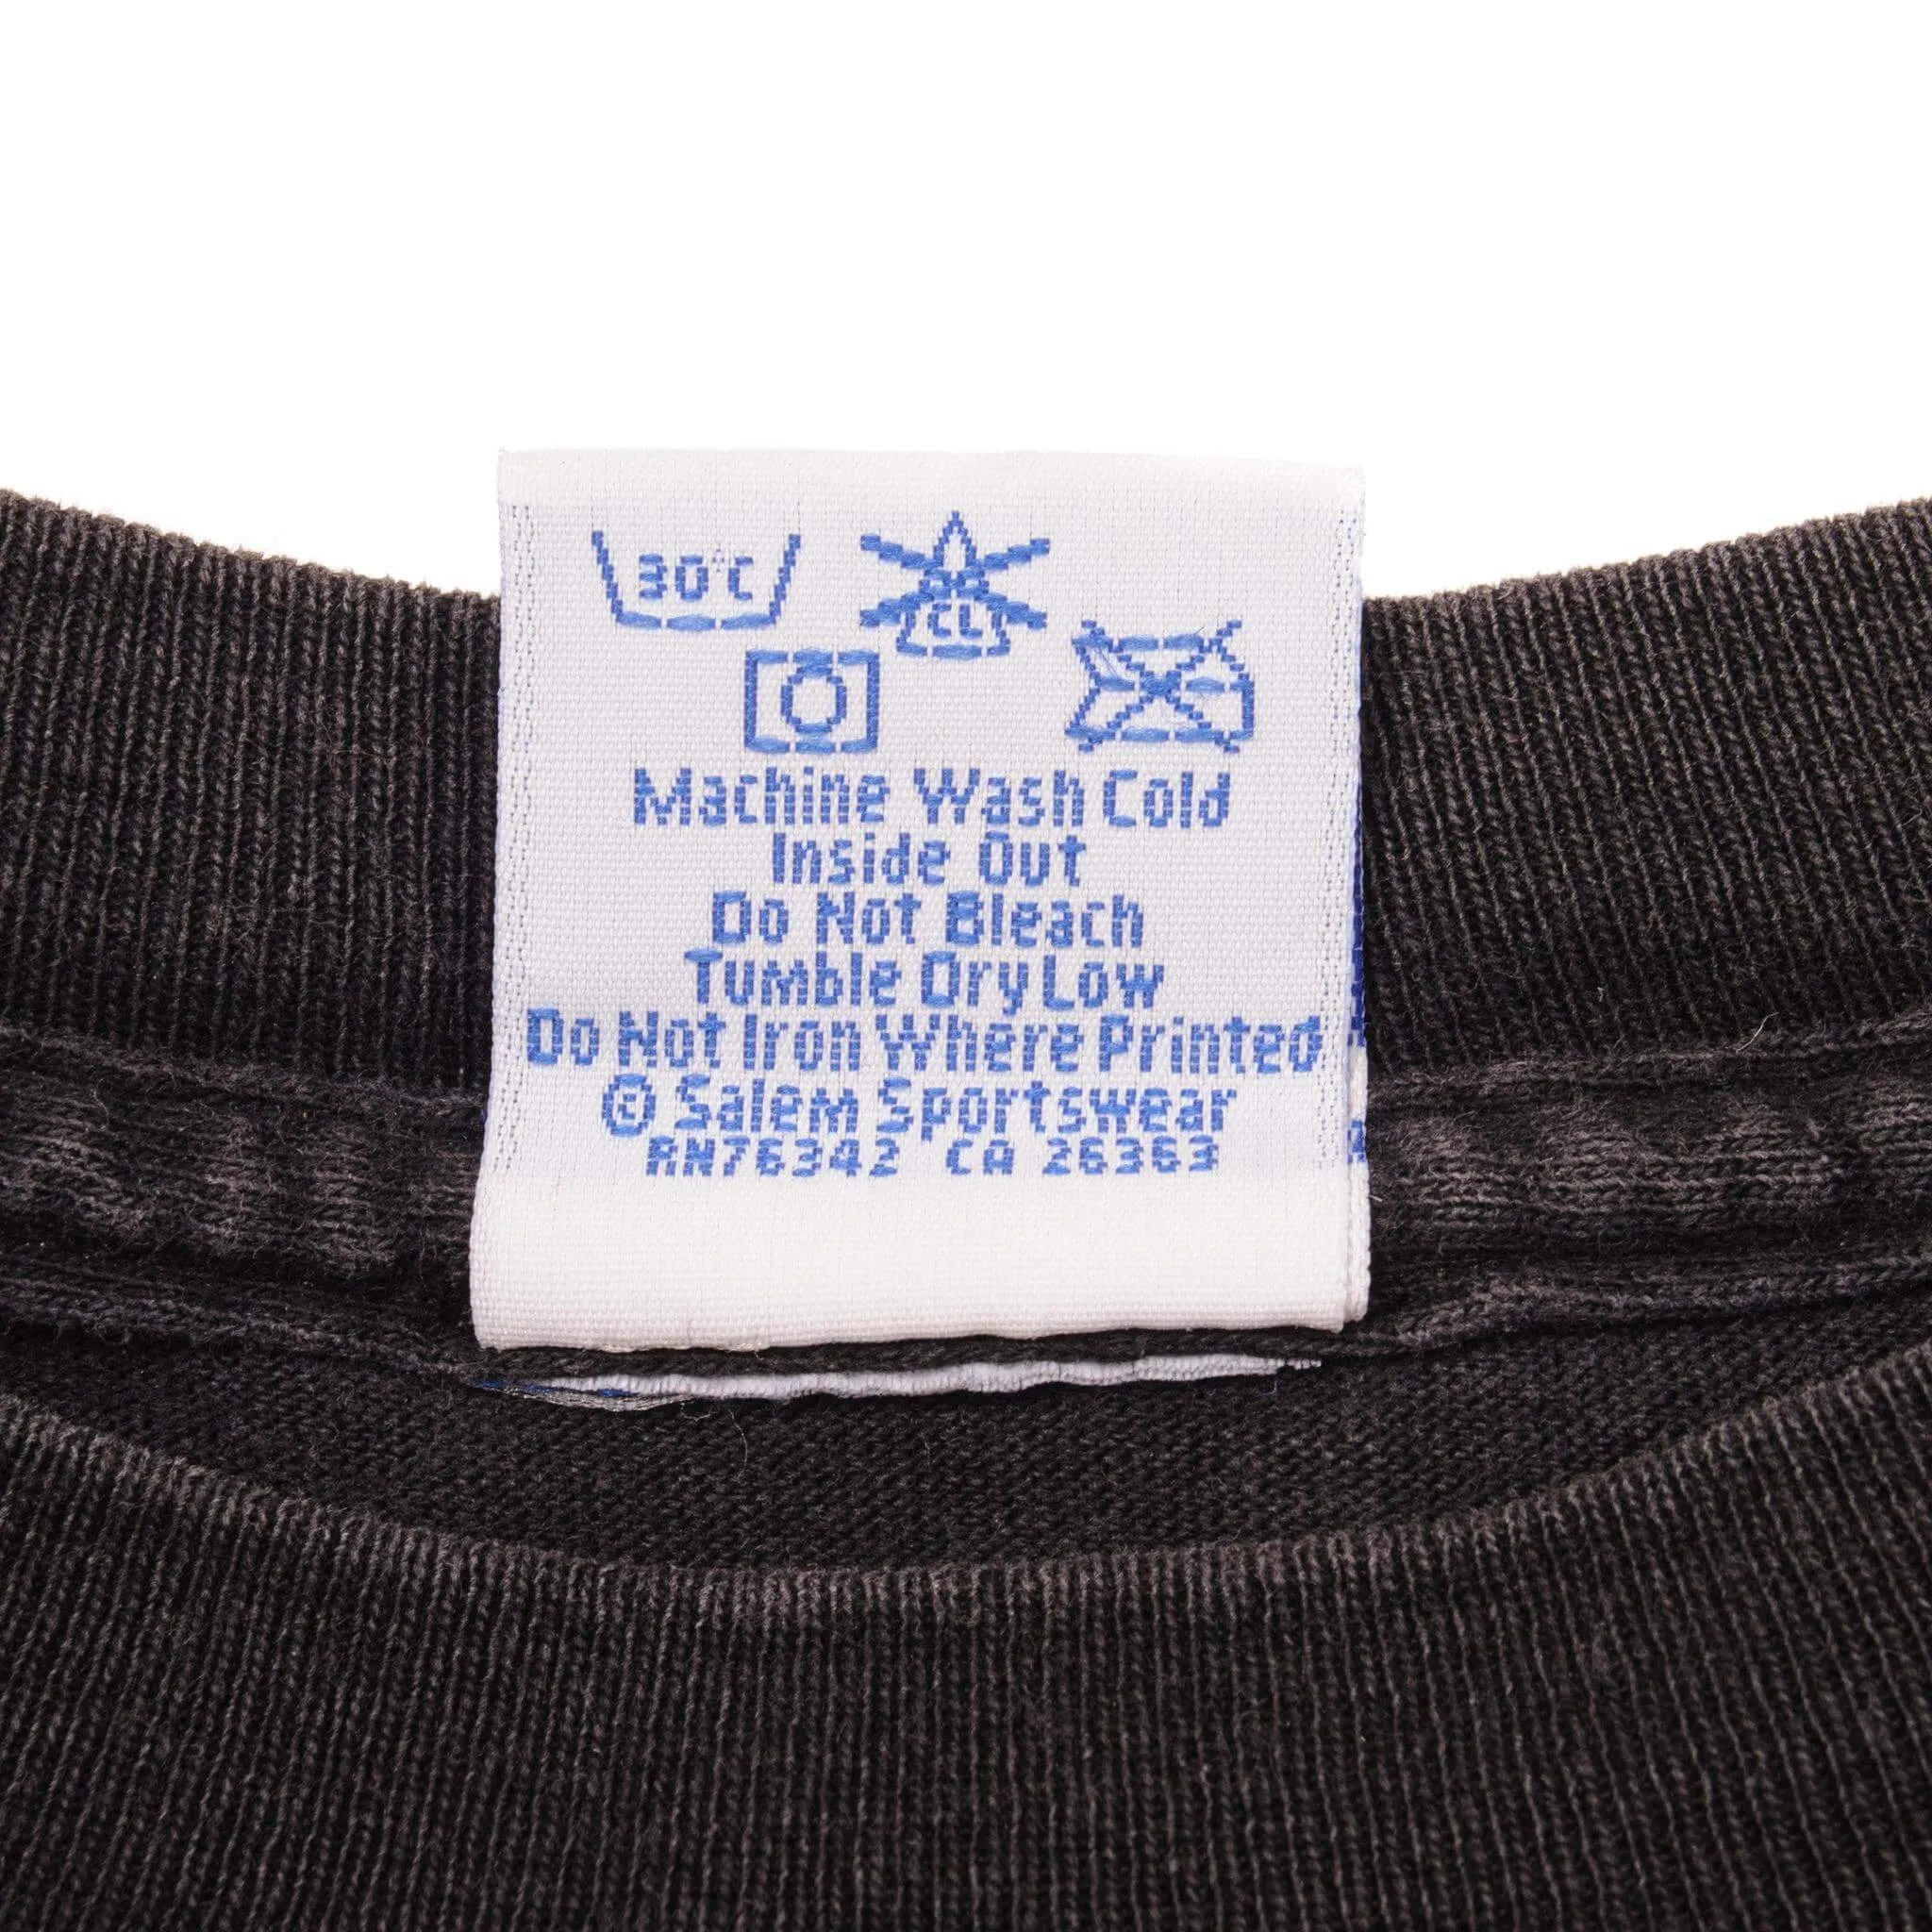 30°C
CL
Machine Wash Cold
Inside Out
Do Not Bleach
Tumble Dry Low
Do Not Iron Where Printed
© Salem Sportswear
RN76342 CA 26363